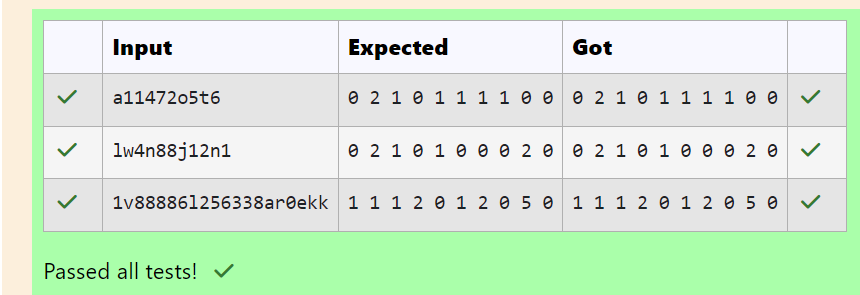 Input Expected Got
a11472o5t6 0 2 1 0 1 1 1 1 0 0 0 2 1 0 1 1 1 1 0 0
lw4n88j12n1 0 2 1 0 1 0 0 0 2 0 0 2 1 0 1 0 0 0 2 0
1v88886l256338ar0ekk 1 1 1 2 0 1 2 0 5 0 1 1 1 2 0 1 2 0 5 0
Passed all tests!